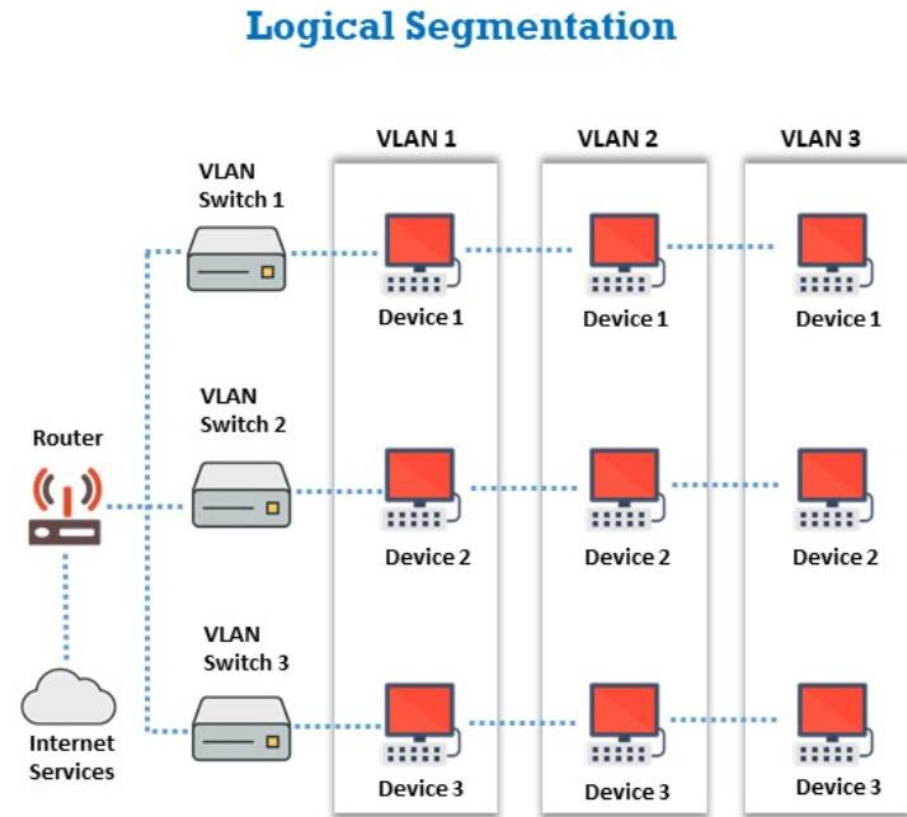 Logical Segmentation
VLAN 1
VLAN 2
VLAN 3
VLAN
Switch 1
Device 1
Device 1
Device 1
VLAN
Switch 2
Router
Device 2
Device 2
Device 2
VLAN
Switch 3
Internet
Services
Device 3
Device 3
Device 3